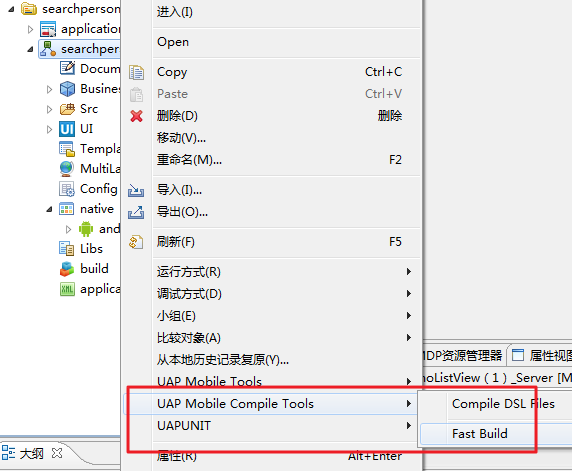 searchperson
application
searchper
Docum
Busines
Src
UI
Templa
MultiLa
Config
native
and
Libs
build
applica
大纲
进入(I)
Open
Copy Ctrl+C
Paste Ctrl+V
删除(D) 删除
移动(V)...
重命名(M)... F2
导入(I)...
导出(O)...
刷新(F) F5
运行方式(R)
调试方式(D)
小组(E)
比较对象(A)
从本地历史记录复原(Y)...
UAP Mobile Tools
UAP Mobile Compile Tools
UAPUNIT
属性(R) Alt+Enter
MDP资源管理器 属性视图
noListView ( 1 ) _Server [M
Compile DSL Files
Fast Build